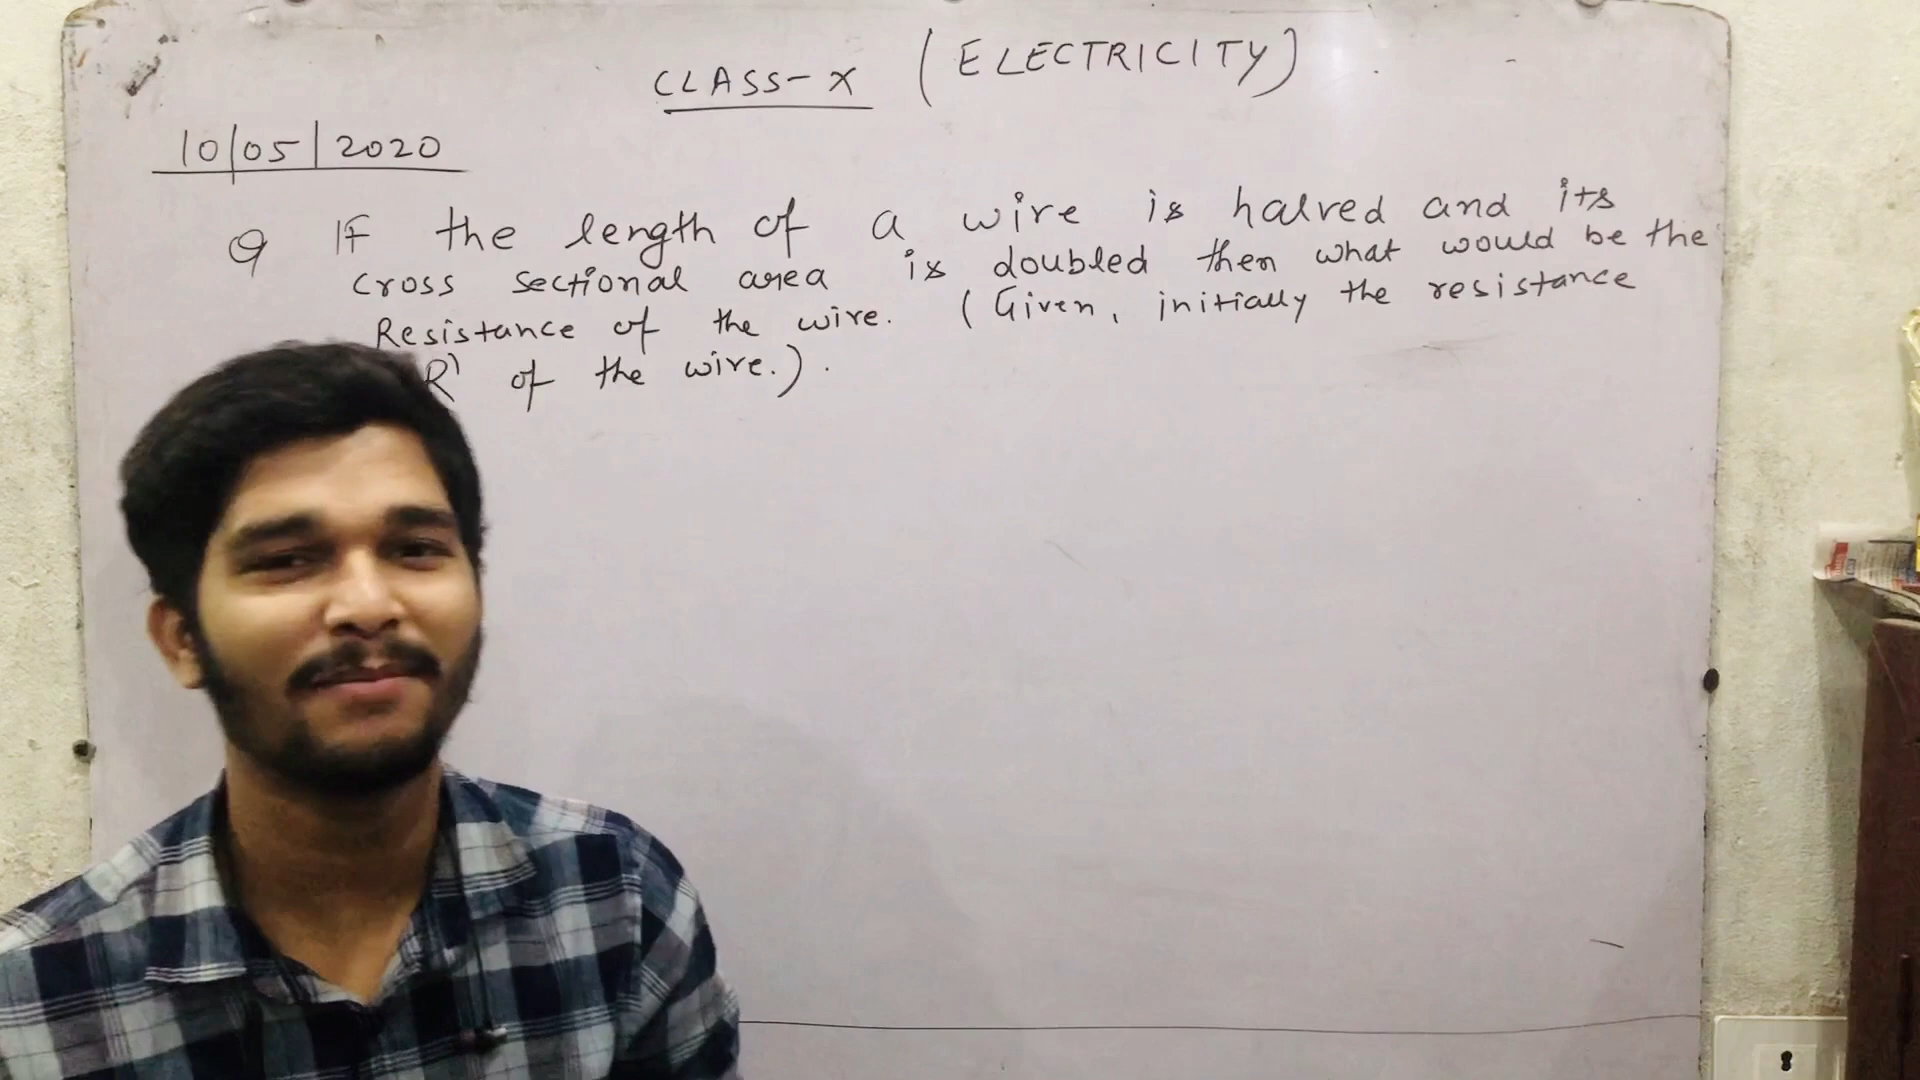 CLASS-X (ELECTRICITY)
10/05/2020
Q IF the length of a wire is halved and its
cross sectional area is doubled then what would be the
Resistance of the wire. (Given, initially the resistance
R' of the wire.).